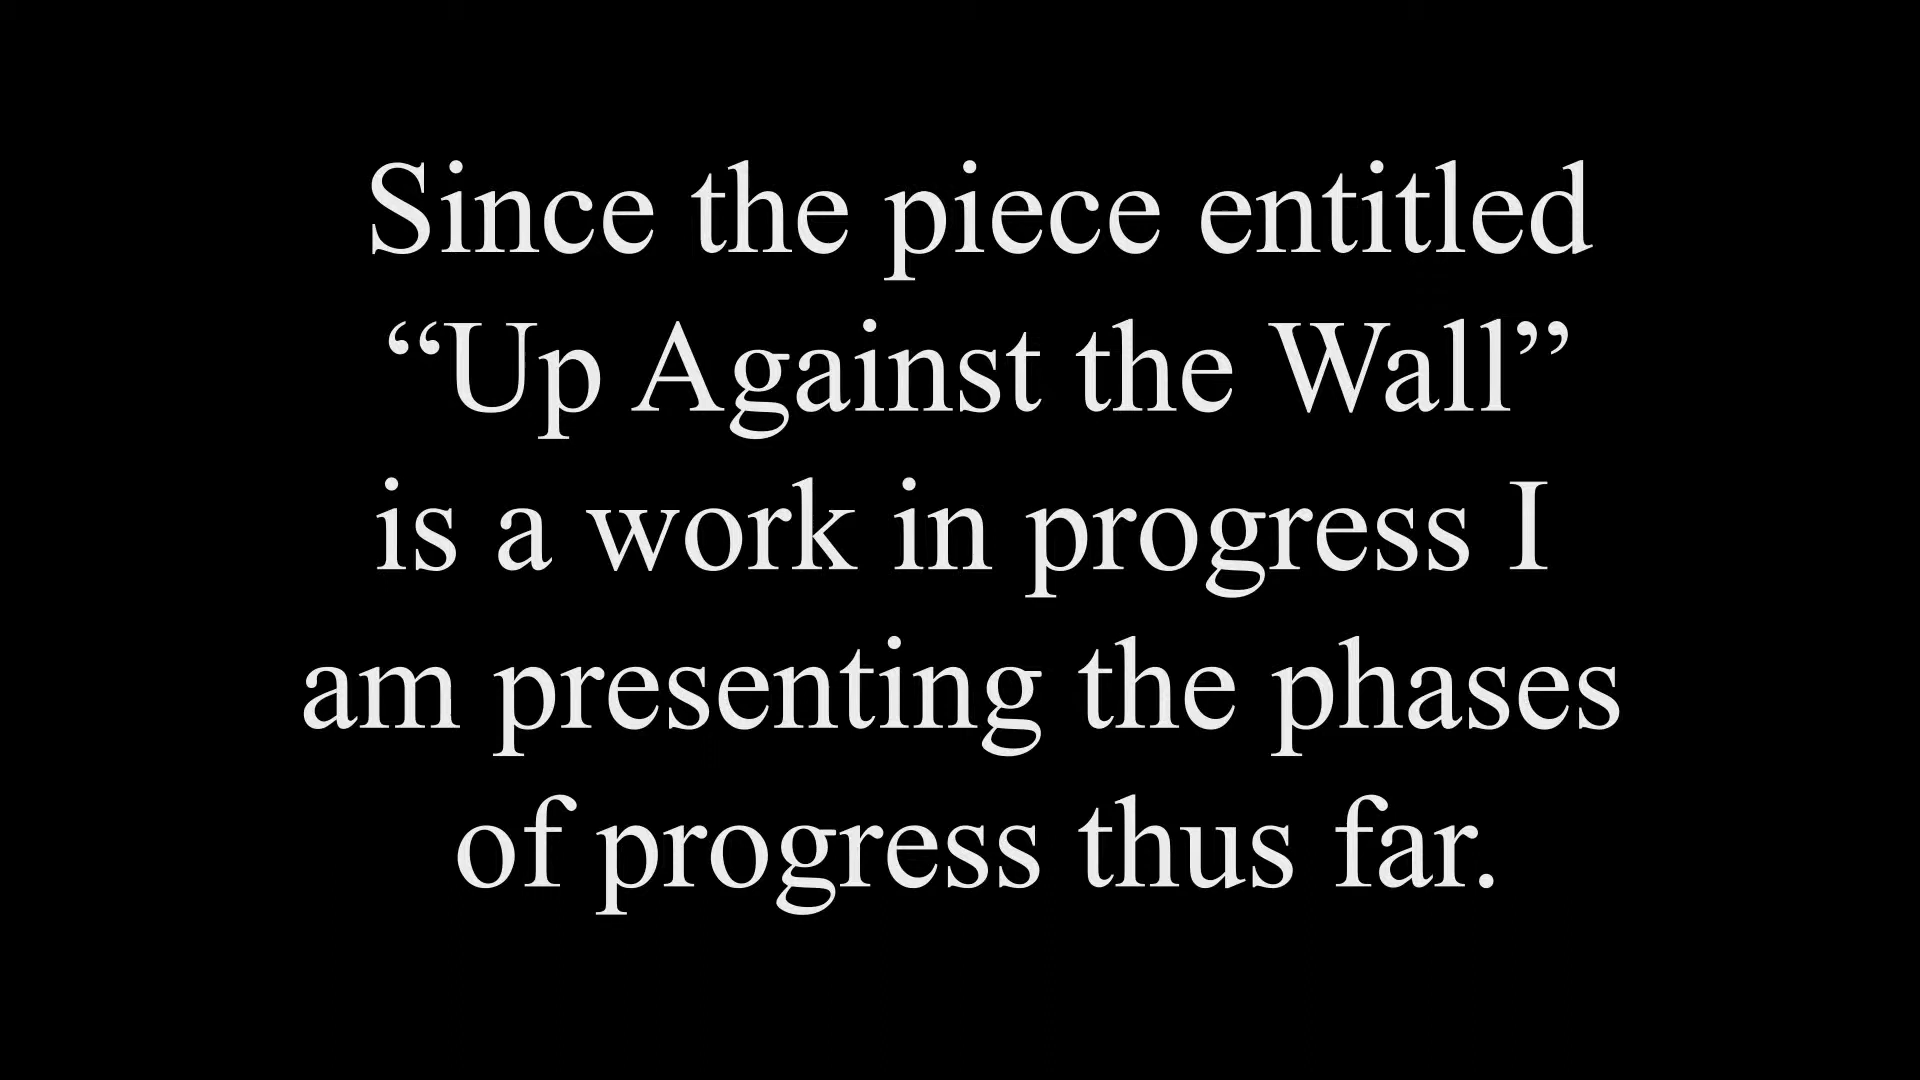 Since the piece entitled
“Up Against the Wall”
is a work in progress I
am presenting the phases
of progress thus far.